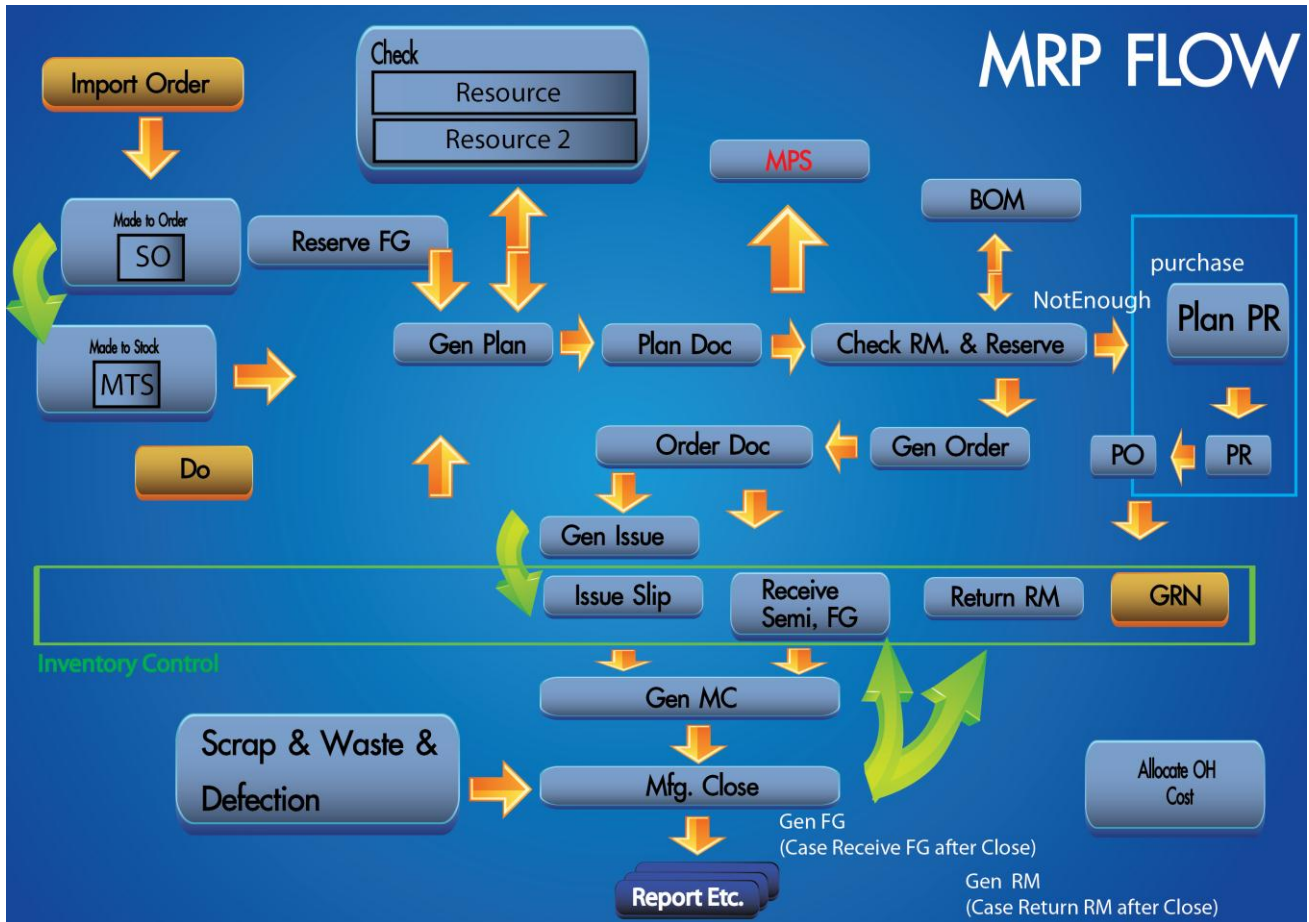 MRP FLOW
Import Order
Check
Resource
Resource 2
MPS
BOM
Made to Order
SO
Reserve FG
purchase
NotEnough
Plan PR
Made to Stock
MTS
Gen Plan
Plan Doc
Check RM. & Reserve
Do
Order Doc
Gen Order
PO
PR
Gen Issue
Issue Slip
Receive
Semi, FG
Return RM
GRN
Inventory Control
Gen MC
Scrap & Waste &
Defection
Mfg. Close
Allocate OH
Cost
Gen FG
(Case Receive FG after Close)
Report Etc.
Gen RM
(Case Return RM after Close)